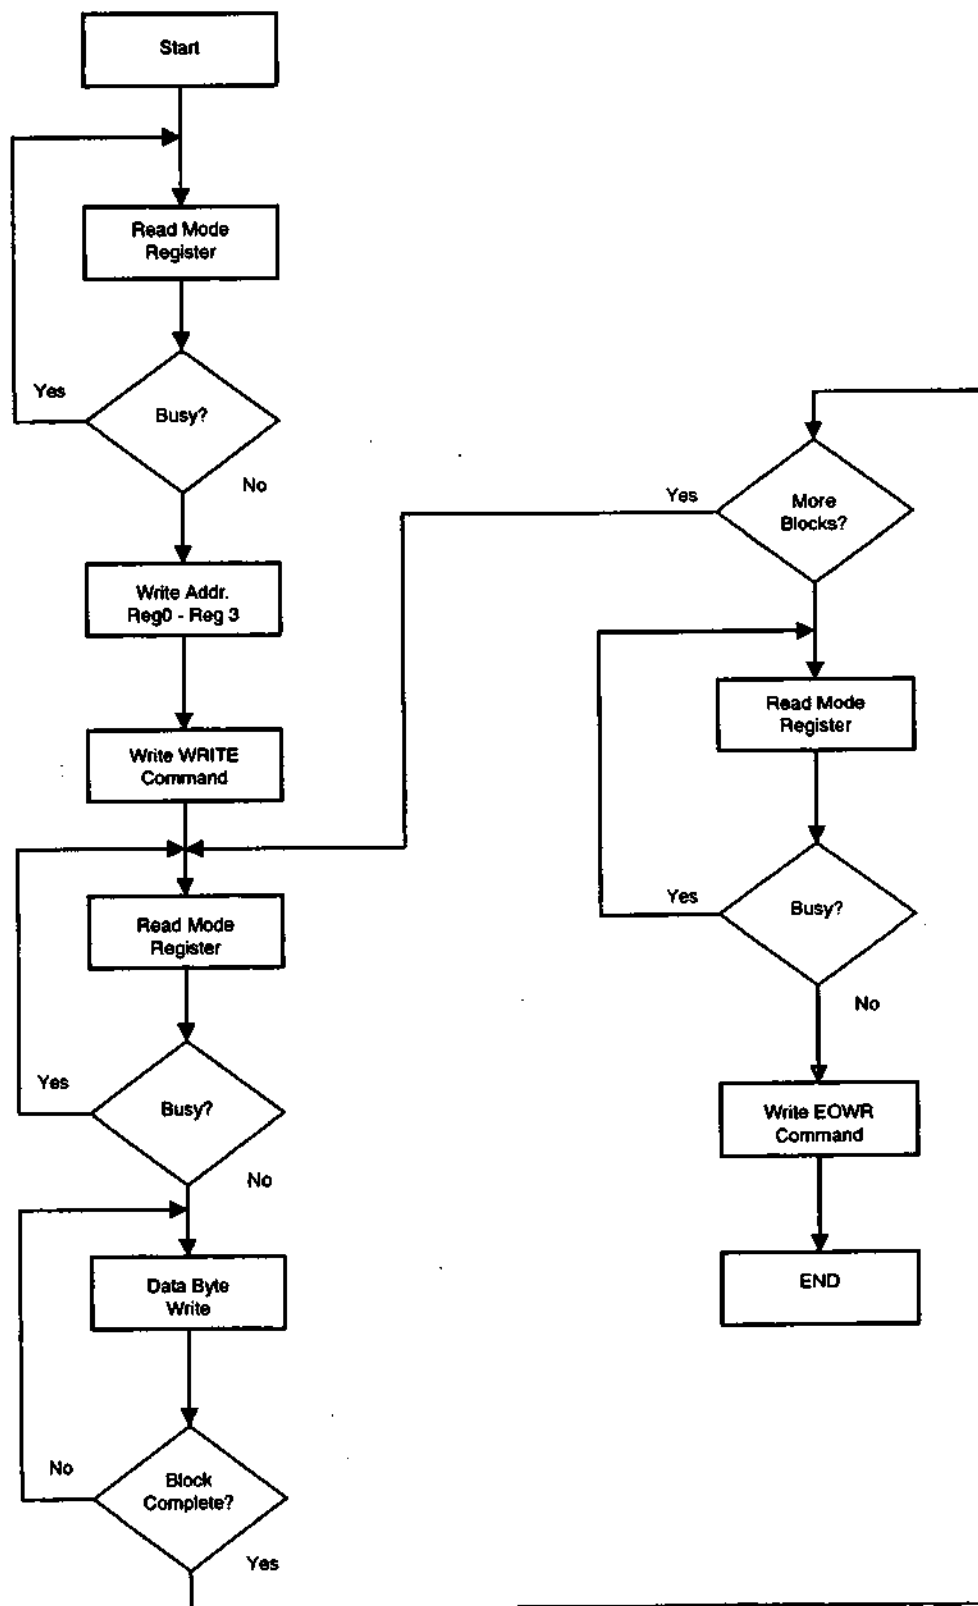 Start
Read Mode
Register
Yes
Busy?
No
Write Addr.
Reg0 - Reg 3
Write WRITE
Command
Read Mode
Register
Yes
Busy?
No
Data Byte
Write
No
Block
Complete?
Yes
Yes
More
Blocks?
Read Mode
Register
Yes
Busy?
No
Write EOWR
Command
END